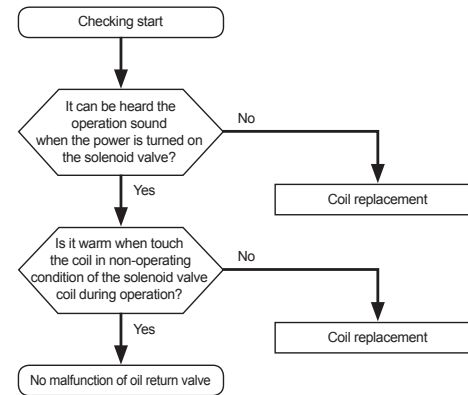 Checking start
It can be heard the
operation sound
when the power is turned on
the solenoid valve?
No
Yes
Coil replacement
Is it warm when touch
the coil in non-operating
condition of the solenoid valve
coil during operation?
No
Yes
Coil replacement
No malfunction of oil return valve